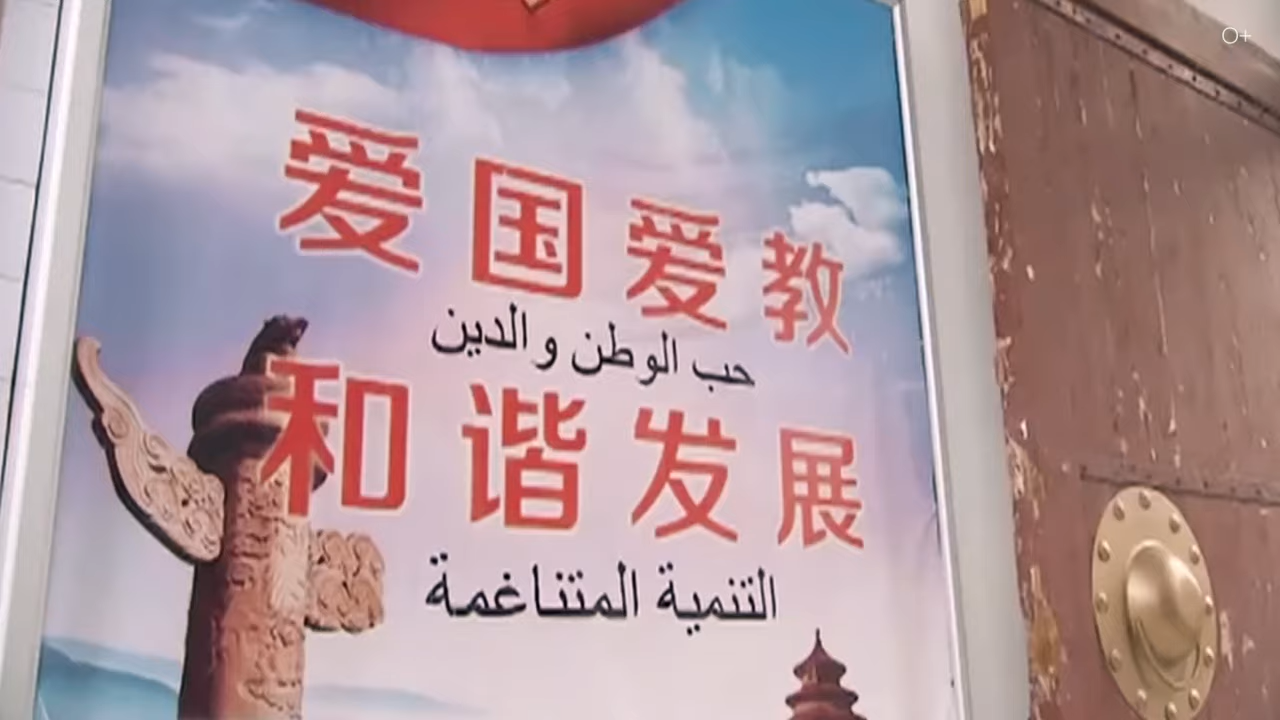 O+
爱国爱教
حب الوطن و الدين
和谐发展
التنمية المتناغمة